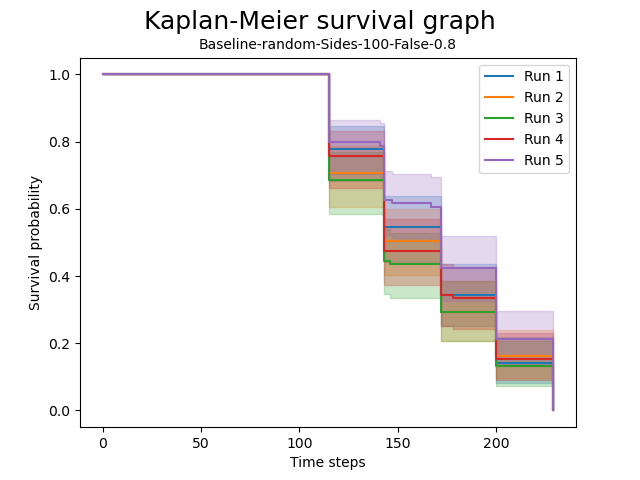 Kaplan-Meier survival graph
Baseline-random-Sides-100-False-0.8
Run 1
Run 2
Run 3
Run 4
Run 5
Survival probability
1.0
0.8
0.6
0.4
0.2
0.0
0 50 100 150 200
Time steps